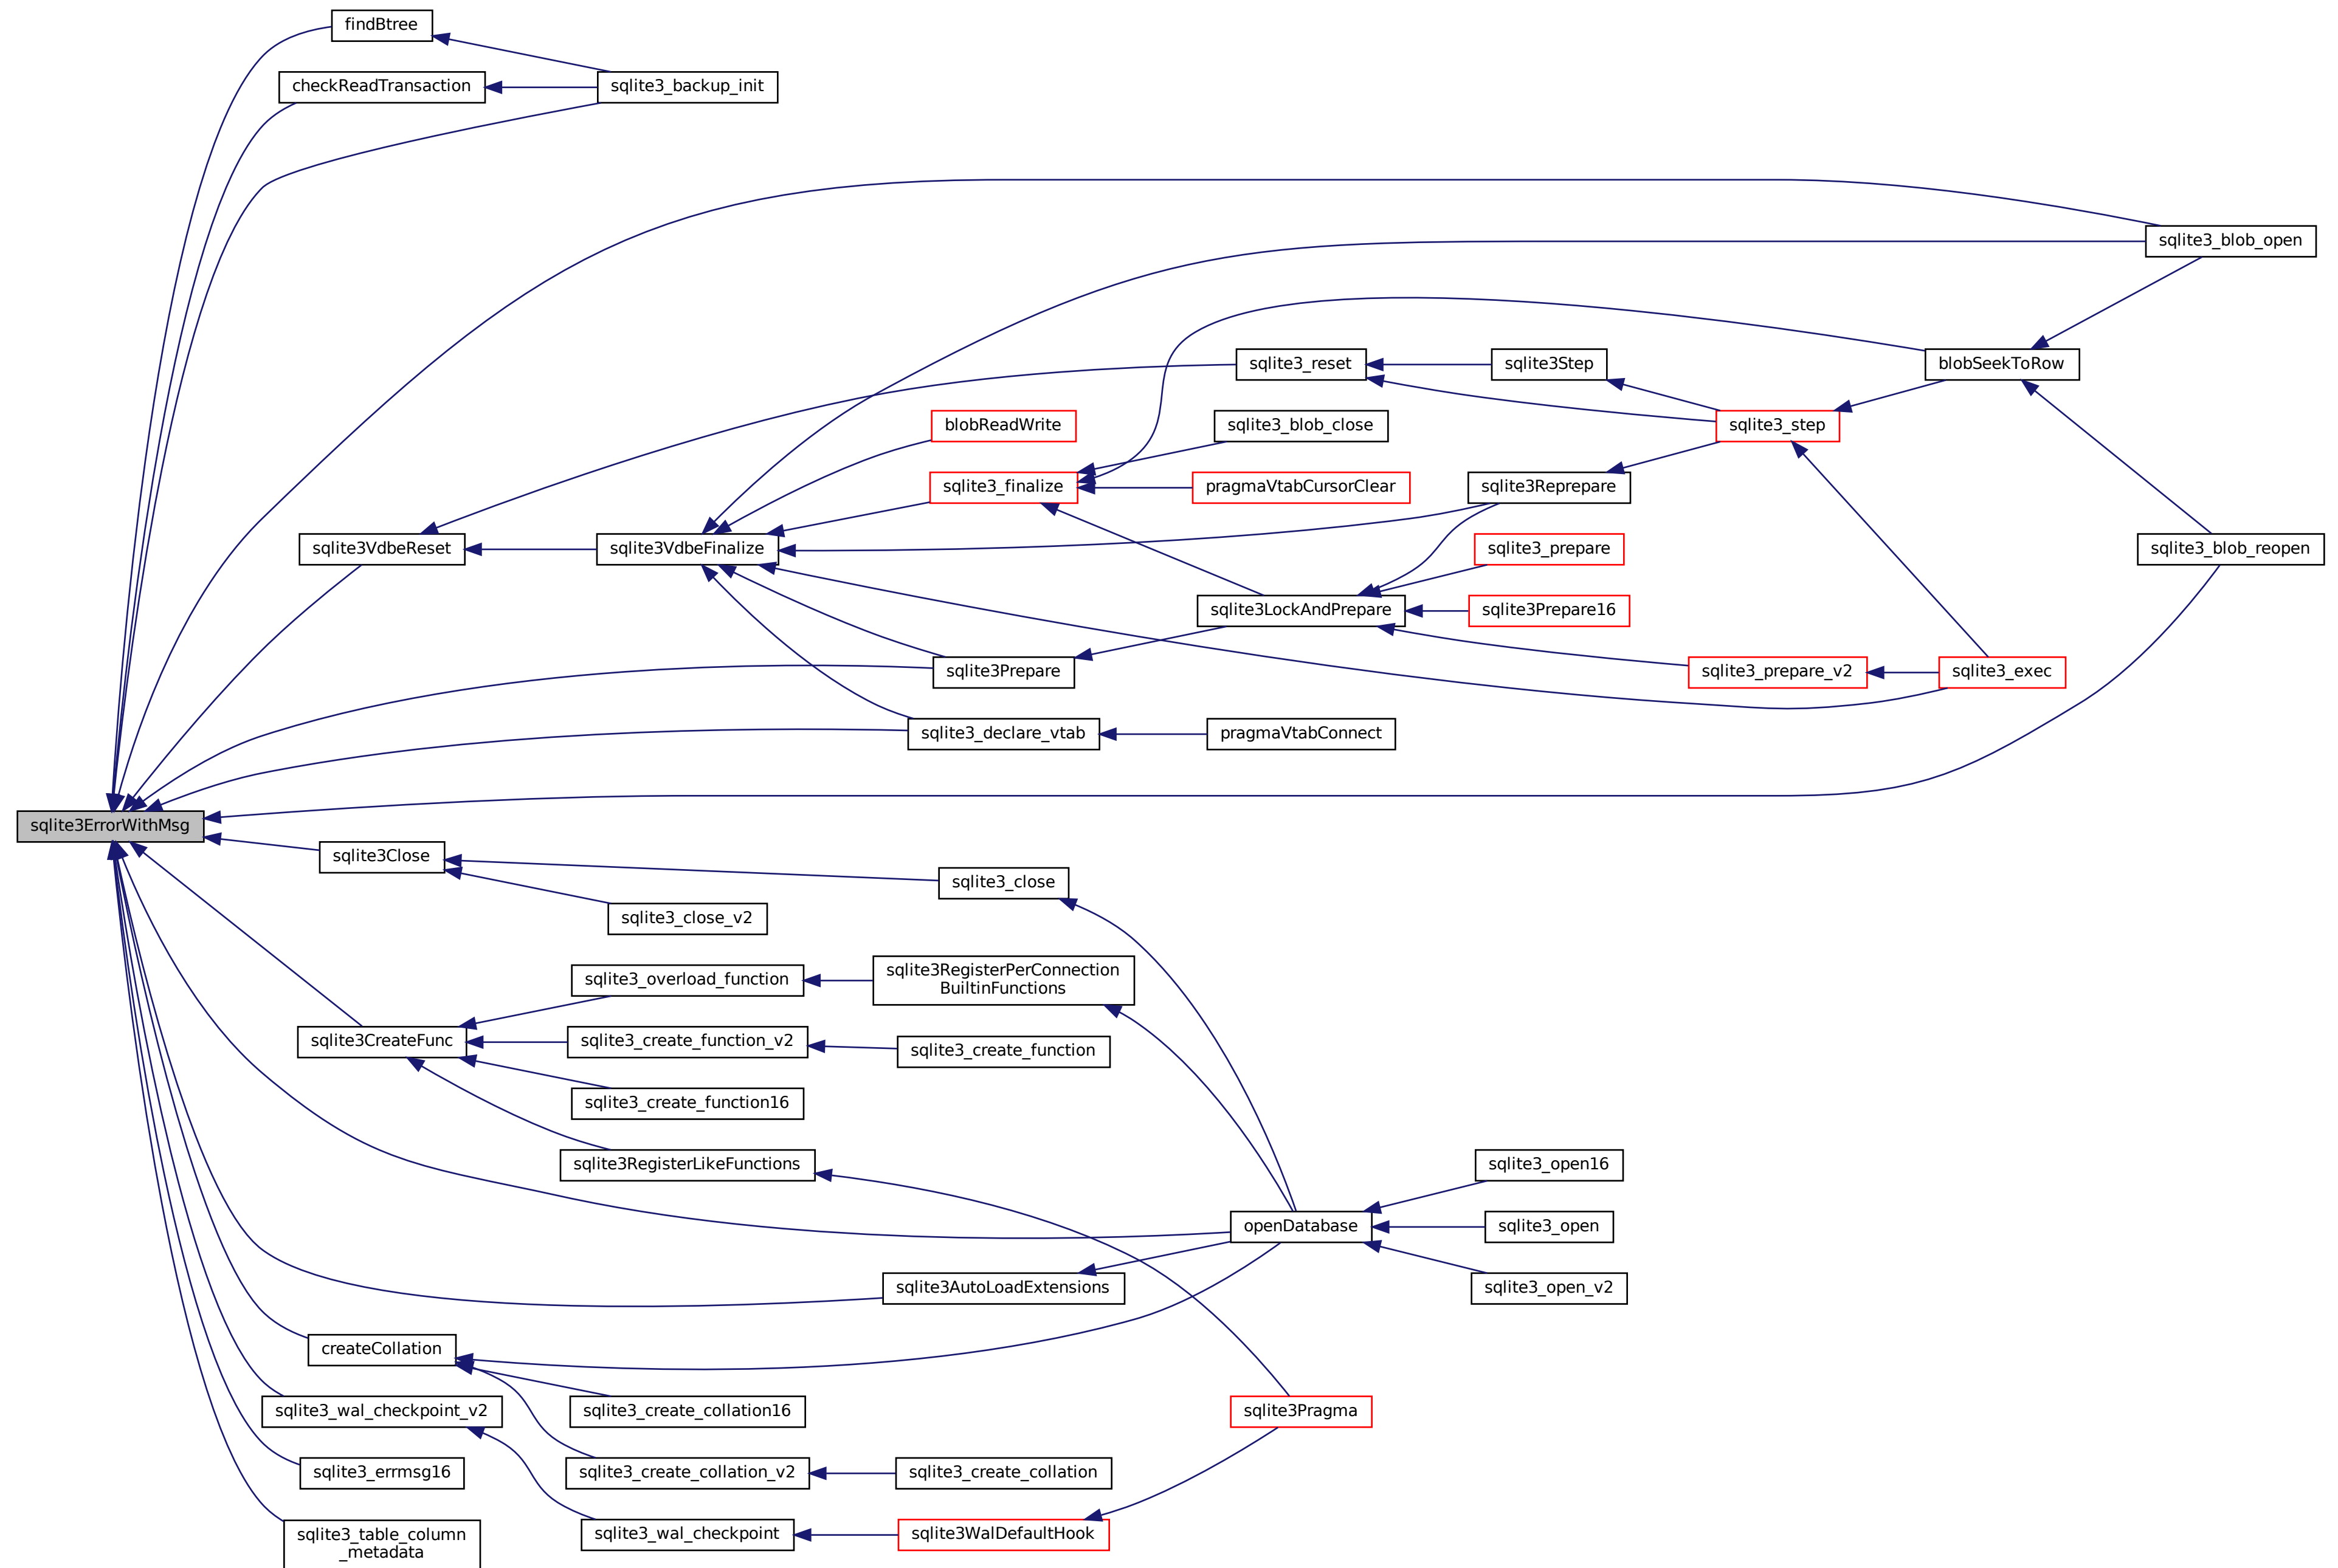 findBtree
checkReadTransaction
sqlite3_backup_init
sqlite3_blob_open
sqlite3_reset
sqlite3Step
blobSeekToRow
blobReadWrite
sqlite3_blob_close
sqlite3_step
sqlite3_finalize
pragmaVtabCursorClear
sqlite3Reprepare
sqlite3VdbeReset
sqlite3VdbeFinalize
sqlite3_prepare
sqlite3_blob_reopen
sqlite3LockAndPrepare
sqlite3Prepare16
sqlite3Prepare
sqlite3_prepare_v2
sqlite3_exec
sqlite3_declare_vtab
pragmaVtabConnect
sqlite3ErrorWithMsg
sqlite3Close
sqlite3_close
sqlite3_close_v2
sqlite3_overload_function
sqlite3RegisterPerConnection
BuiltinFunctions
sqlite3CreateFunc
sqlite3_create_function_v2
sqlite3_create_function
sqlite3_create_function16
sqlite3RegisterLikeFunctions
sqlite3_open16
openDatabase
sqlite3_open
sqlite3AutoLoadExtensions
sqlite3_open_v2
createCollation
sqlite3_wal_checkpoint_v2
sqlite3_create_collation16
sqlite3Pragma
sqlite3_errmsg16
sqlite3_create_collation_v2
sqlite3_create_collation
sqlite3_table_column
_metadata
sqlite3_wal_checkpoint
sqlite3WalDefaultHook